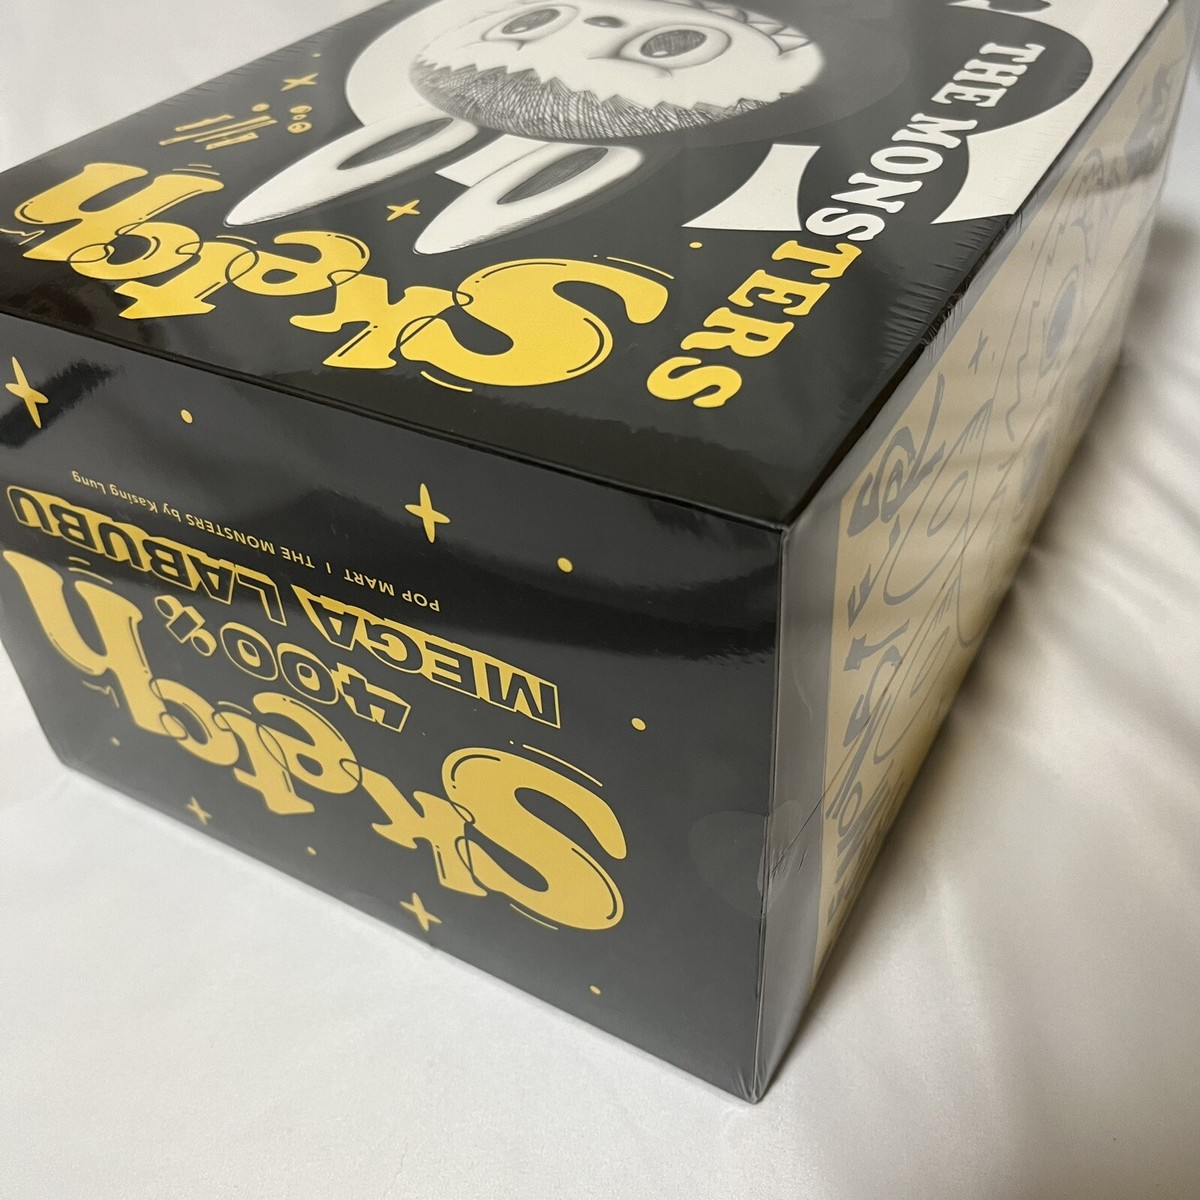 THE MONSTERS
Sketch
POP MART | THE MONSTERS by Kasing Lung
MEGA LABUBU
400%
Sketch